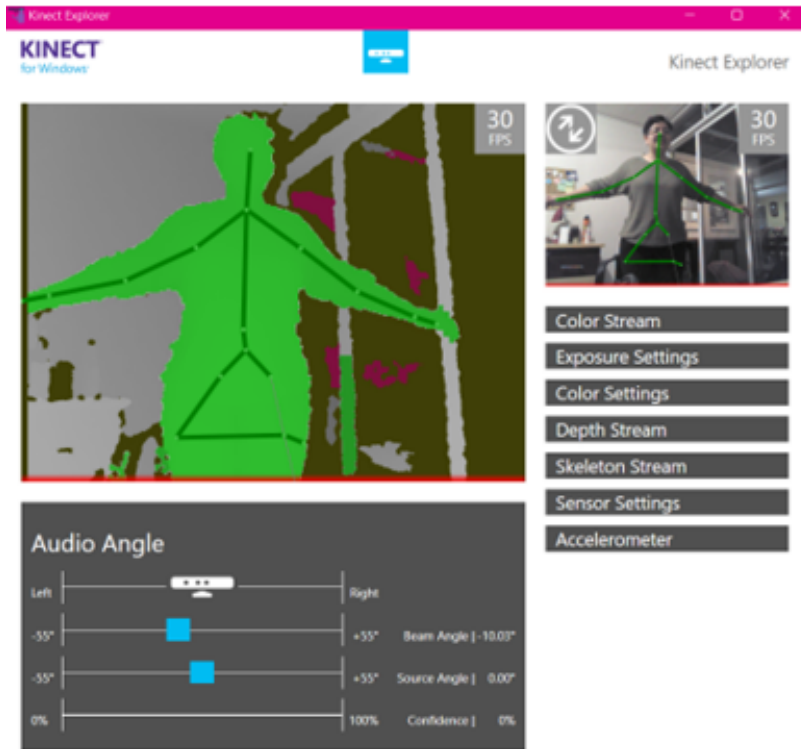 Kinect Explorer
KINECT
for Windows
Kinect Explorer
30
FPS
30
FPS
Color Stream
Exposure Settings
Color Settings
Depth Stream
Skeleton Stream
Sensor Settings
Accelerometer
Audio Angle
Left Right
-55° +55° Beam Angle | -10.03°
-55° +55° Source Angle | 0.00°
0% 100% Confidence | 0%